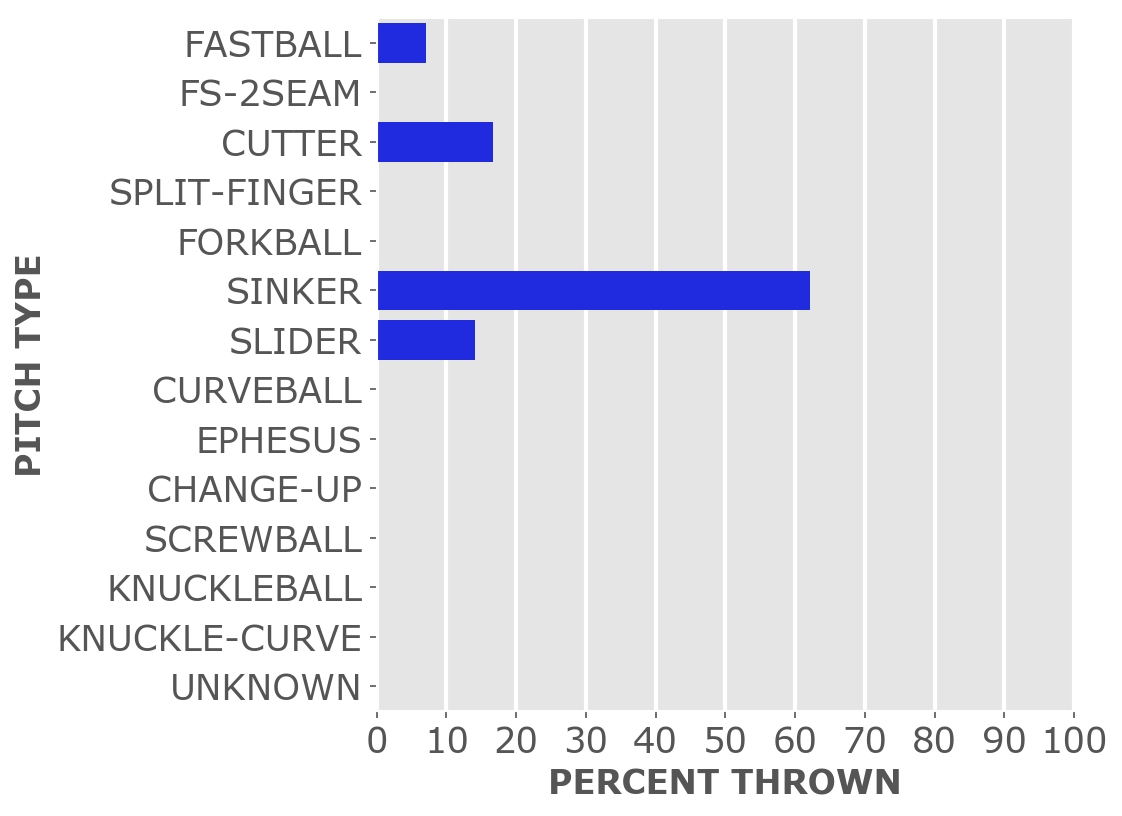 FASTBALL
FS-2SEAM
CUTTER
SPLIT-FINGER
FORKBALL
SINKER
SLIDER
CURVEBALL
EPHESUS
CHANGE-UP
SCREWBALL
KNUCKLEBALL
KNUCKLE-CURVE
UNKNOWN
PITCH TYPE
0 10 20 30 40 50 60 70 80 90 100
PERCENT THROWN